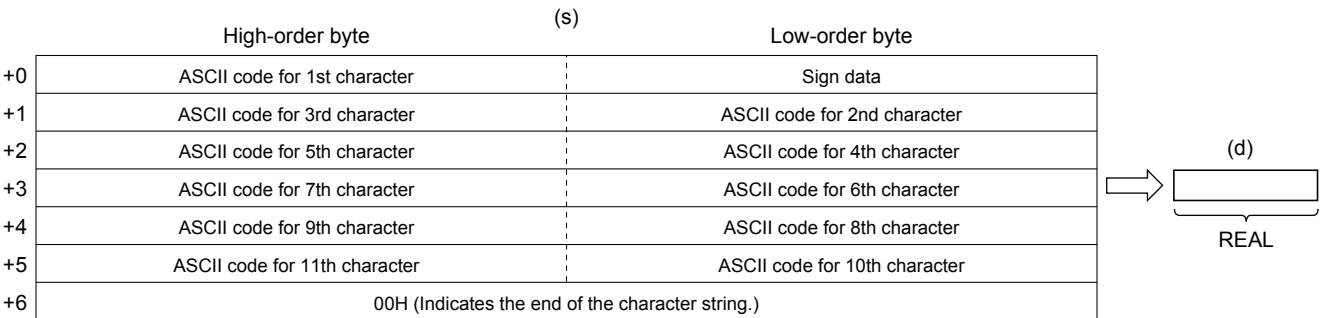 (s)
High-order byte Low-order byte
+0 ASCII code for 1st character Sign data
+1 ASCII code for 3rd character ASCII code for 2nd character
+2 ASCII code for 5th character ASCII code for 4th character
+3 ASCII code for 7th character ASCII code for 6th character
+4 ASCII code for 9th character ASCII code for 8th character
+5 ASCII code for 11th character ASCII code for 10th character
+6 00H (Indicates the end of the character string.)
(d)
REAL